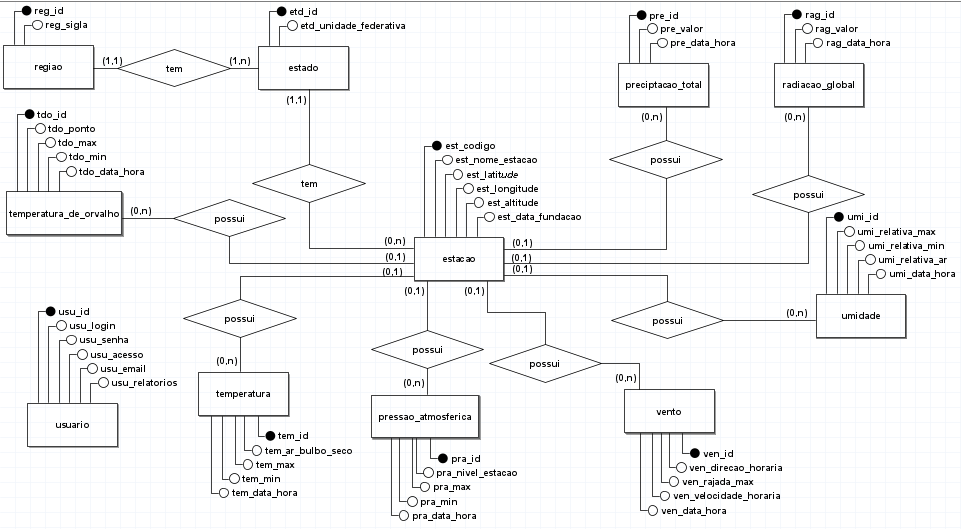 reg_id
reg_sigla
regiao
(1,1)
tem
(1,n)
etd_id
etd_unidade_federativa
estado
(1,1)
tem
(0,n)
pre_id
pre_valor
pre_data_hora
preciptacao_total
(0,n)
possui
(0,1)
rag_id
rag_valor
rag_data_hora
radiacao_global
(0,n)
possui
(0,1)
tdo_id
tdo_ponto
tdo_max
tdo_min
tdo_data_hora
temperatura_de_orvalho
(0,n)
possui
(0,1)
est_codigo
est_nome_estacao
est_latitude
est_longitude
est_altitude
est_data_fundacao
estacao
umi_id
umi_relativa_max
umi_relativa_min
umi_relativa_ar
umi_data_hora
umidade
(0,n)
possui
(0,1)
usu_id
usu_login
usu_senha
usu_acesso
usu_email
usu_relatorios
usuario
(0,1)
possui
(0,n)
temperatura
tem_id
tem_ar_bulbo_seco
tem_max
tem_min
tem_data_hora
(0,1)
possui
(0,n)
pressao_atmosferica
pra_id
pra_nivel_estacao
pra_max
pra_min
pra_data_hora
(0,1)
possui
(0,n)
vento
ven_id
ven_direcao_horaria
ven_rajada_max
ven_velocidade_horaria
ven_data_hora